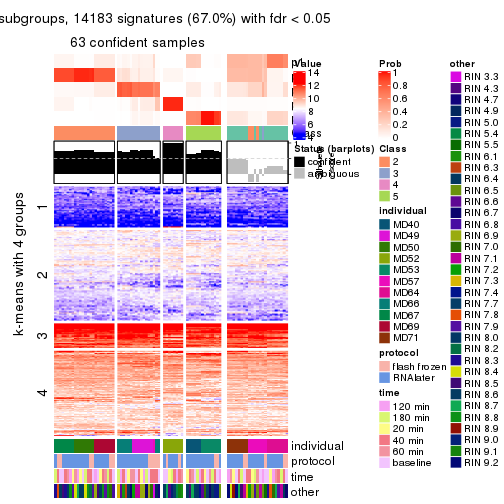 subgroups, 14183 signatures (67.0%) with fdr < 0.05
63 confident samples
k-means with 4 groups
1
2
3
4
individual
protocol
time
other
Value
14
12
10
8
6
4
Status (barplots)
confident
ambiguous
Prob
1
0.8
0.6
0.4
0.2
0
Class
2
3
4
5
individual
MD40
MD49
MD50
MD52
MD53
MD57
MD64
MD66
MD67
MD69
MD71
protocol
flash frozen
RNAlater
time
120 min
180 min
20 min
40 min
60 min
baseline
other
RIN 3.3
RIN 4.3
RIN 4.7
RIN 4.9
RIN 5.0
RIN 5.4
RIN 5.5
RIN 6.1
RIN 6.3
RIN 6.4
RIN 6.5
RIN 6.6
RIN 6.7
RIN 6.8
RIN 6.9
RIN 7.0
RIN 7.1
RIN 7.2
RIN 7.3
RIN 7.4
RIN 7.7
RIN 7.8
RIN 7.9
RIN 8.0
RIN 8.2
RIN 8.3
RIN 8.4
RIN 8.5
RIN 8.6
RIN 8.7
RIN 8.8
RIN 8.9
RIN 9.0
RIN 9.1
RIN 9.2